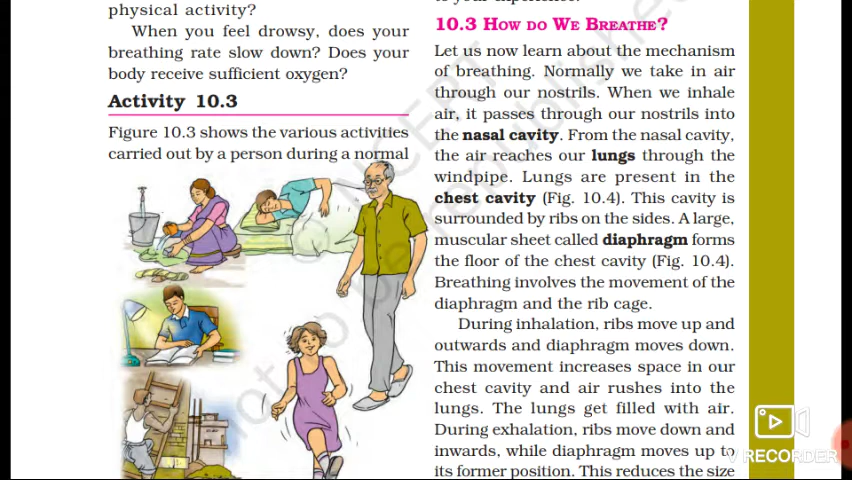 physical activity?
When you feel drowsy, does your
breathing rate slow down? Does your
body receive sufficient oxygen?
Activity 10.3
Figure 10.3 shows the various activities
carried out by a person during a normal
to your experience.
10.3 HOW DO WE BREATHE?
Let us now learn about the mechanism
of breathing. Normally we take in air
through our nostrils. When we inhale
air, it passes through our nostrils into
the nasal cavity. From the nasal cavity,
the air reaches our lungs through the
windpipe. Lungs are present in the
chest cavity (Fig. 10.4). This cavity is
surrounded by ribs on the sides. A large,
muscular sheet called diaphragm forms
the floor of the chest cavity (Fig. 10.4).
Breathing involves the movement of the
diaphragm and the rib cage.
During inhalation, ribs move up and
outwards and diaphragm moves down.
This movement increases space in our
chest cavity and air rushes into the
lungs. The lungs get filled with air.
During exhalation, ribs move down and
inwards, while diaphragm moves up to
its former position. This reduces the size
© NCERT
not to be republished
V RECORDER